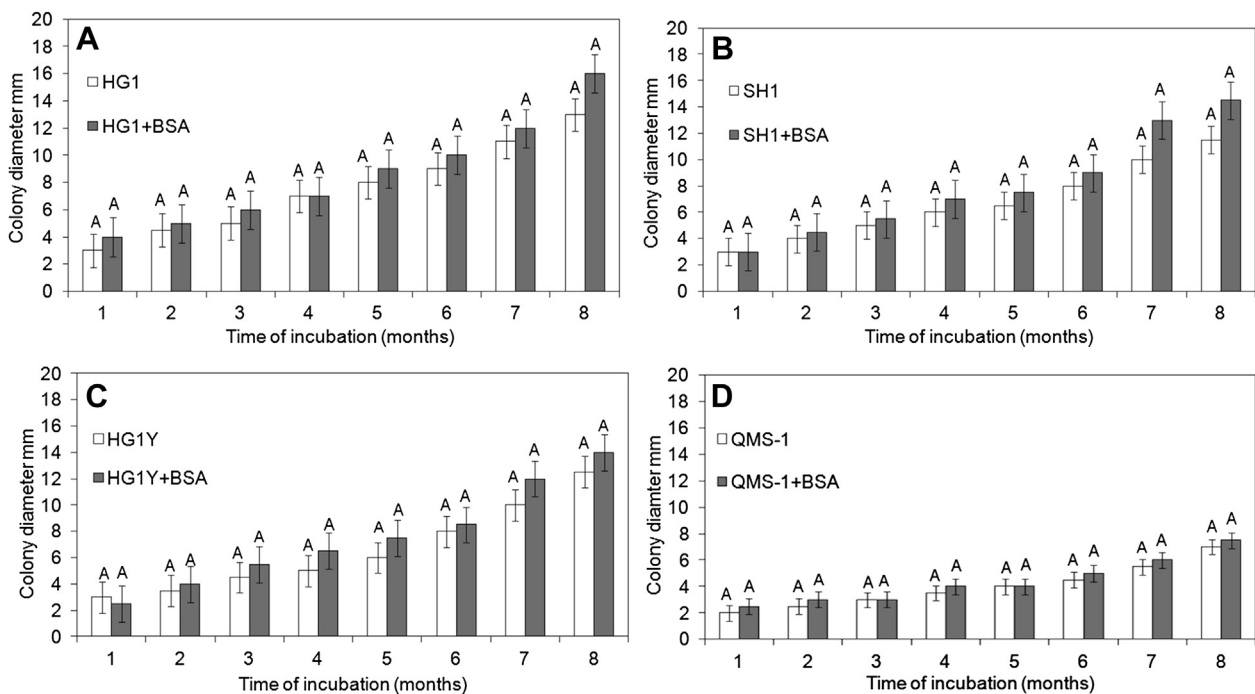 A
HG1
HG1+BSA
Colony diameter mm
20
18
16
14
12
10
8
6
4
2
0
A A A A A A A A A A A A A A A A
1 2 3 4 5 6 7 8
Time of incubation (months)
B
SH1
SH1+BSA
Colony diameter mm
20
18
16
14
12
10
8
6
4
2
0
A A A A A A A A A A A A A A A A
1 2 3 4 5 6 7 8
Time of incubation (months)
C
HG1Y
HG1Y+BSA
Colony diameter mm
20
18
16
14
12
10
8
6
4
2
0
A A A A A A A A A A A A A A A A
1 2 3 4 5 6 7 8
Time of incubation (months)
D
QMS-1
QMS-1+BSA
Colony diamter mm
20
18
16
14
12
10
8
6
4
2
0
A A A A A A A A A A A A A A A A
1 2 3 4 5 6 7 8
Time of incubation (months)